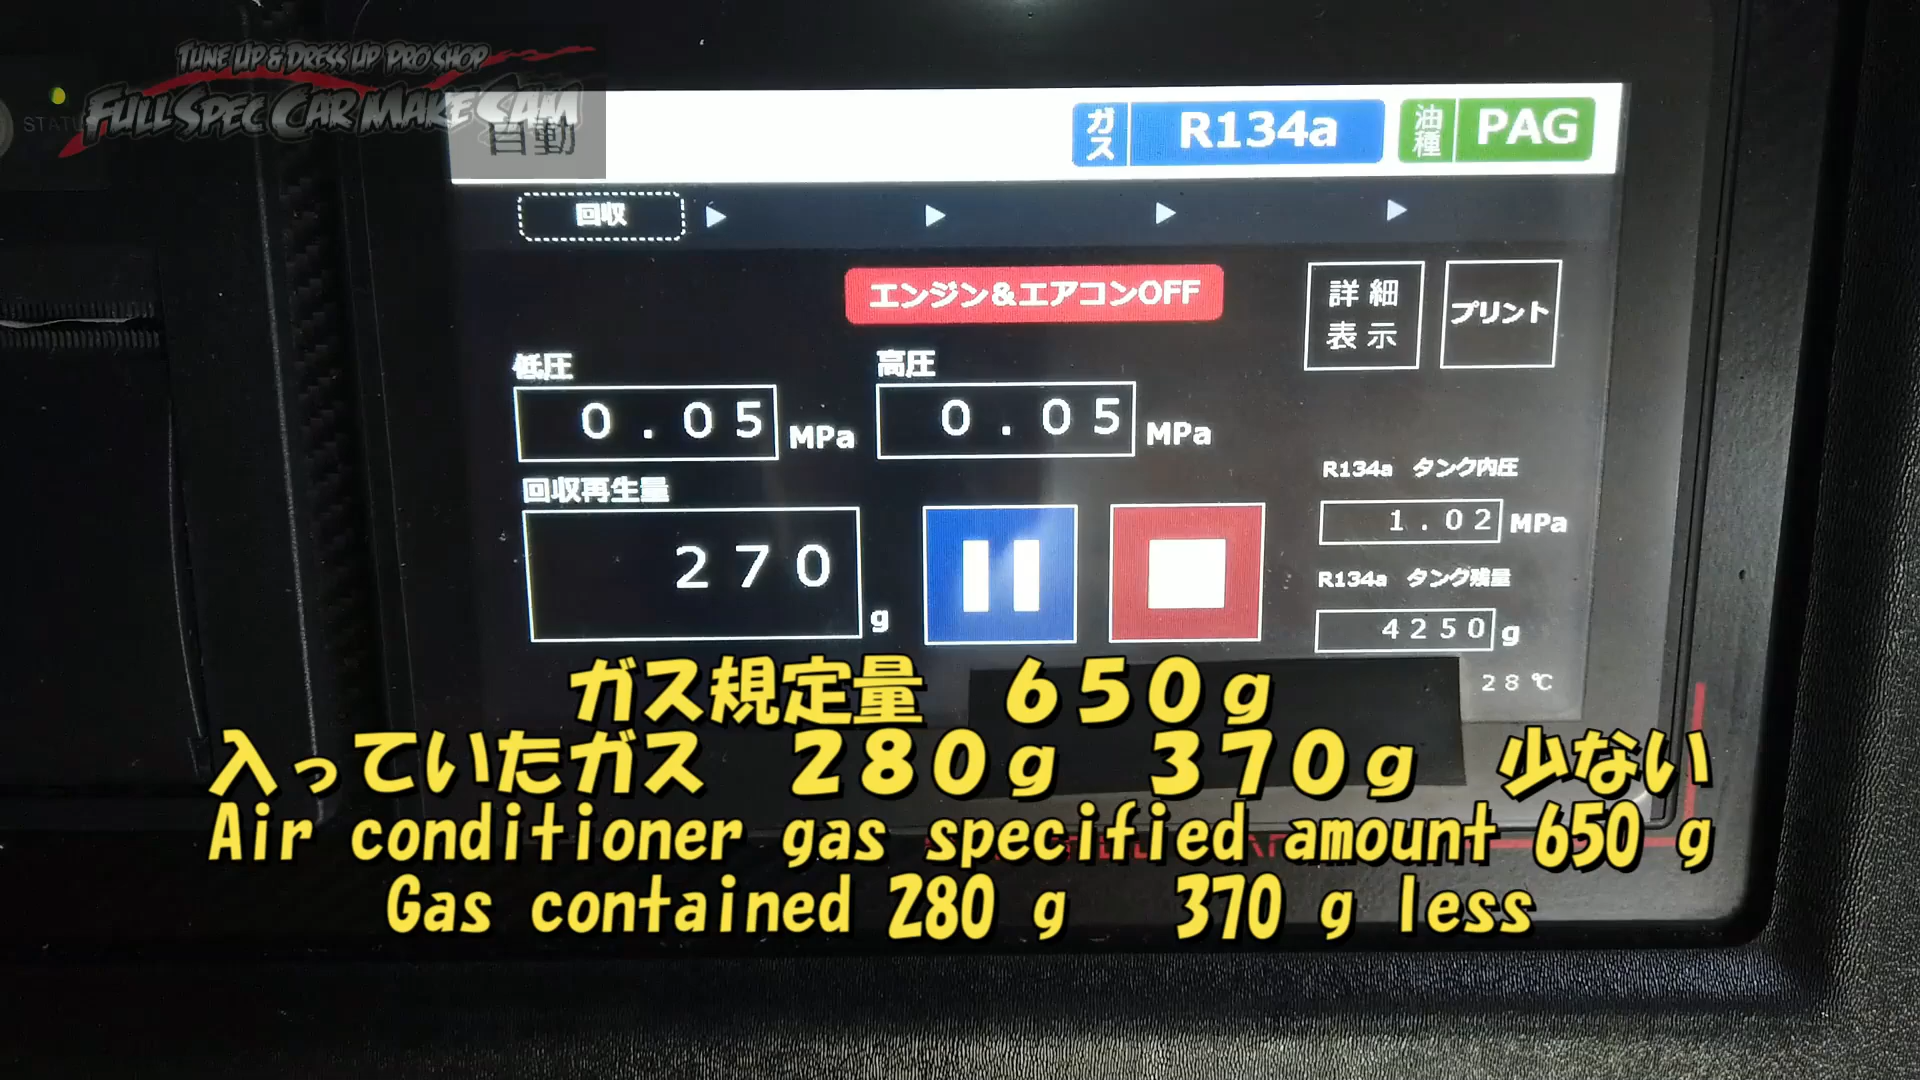 TUNE UP & DRESS UP PRO SHOP
FULL SPEC CAR MAKE SAM
自動
ガス R134a 油種 PAG
回収
エンジン&エアコンOFF
詳細表示
プリント
低圧
0.05 MPa
高圧
0.05 MPa
回収再生量
270 g
R134a タンク内圧
1.02 MPa
R134a タンク残量
4250 g
28℃
ガス規定量 650g
入っていたガス 280g 370g 少ない
Air conditioner gas specified amount 650 g
Gas contained 280 g 370 g less